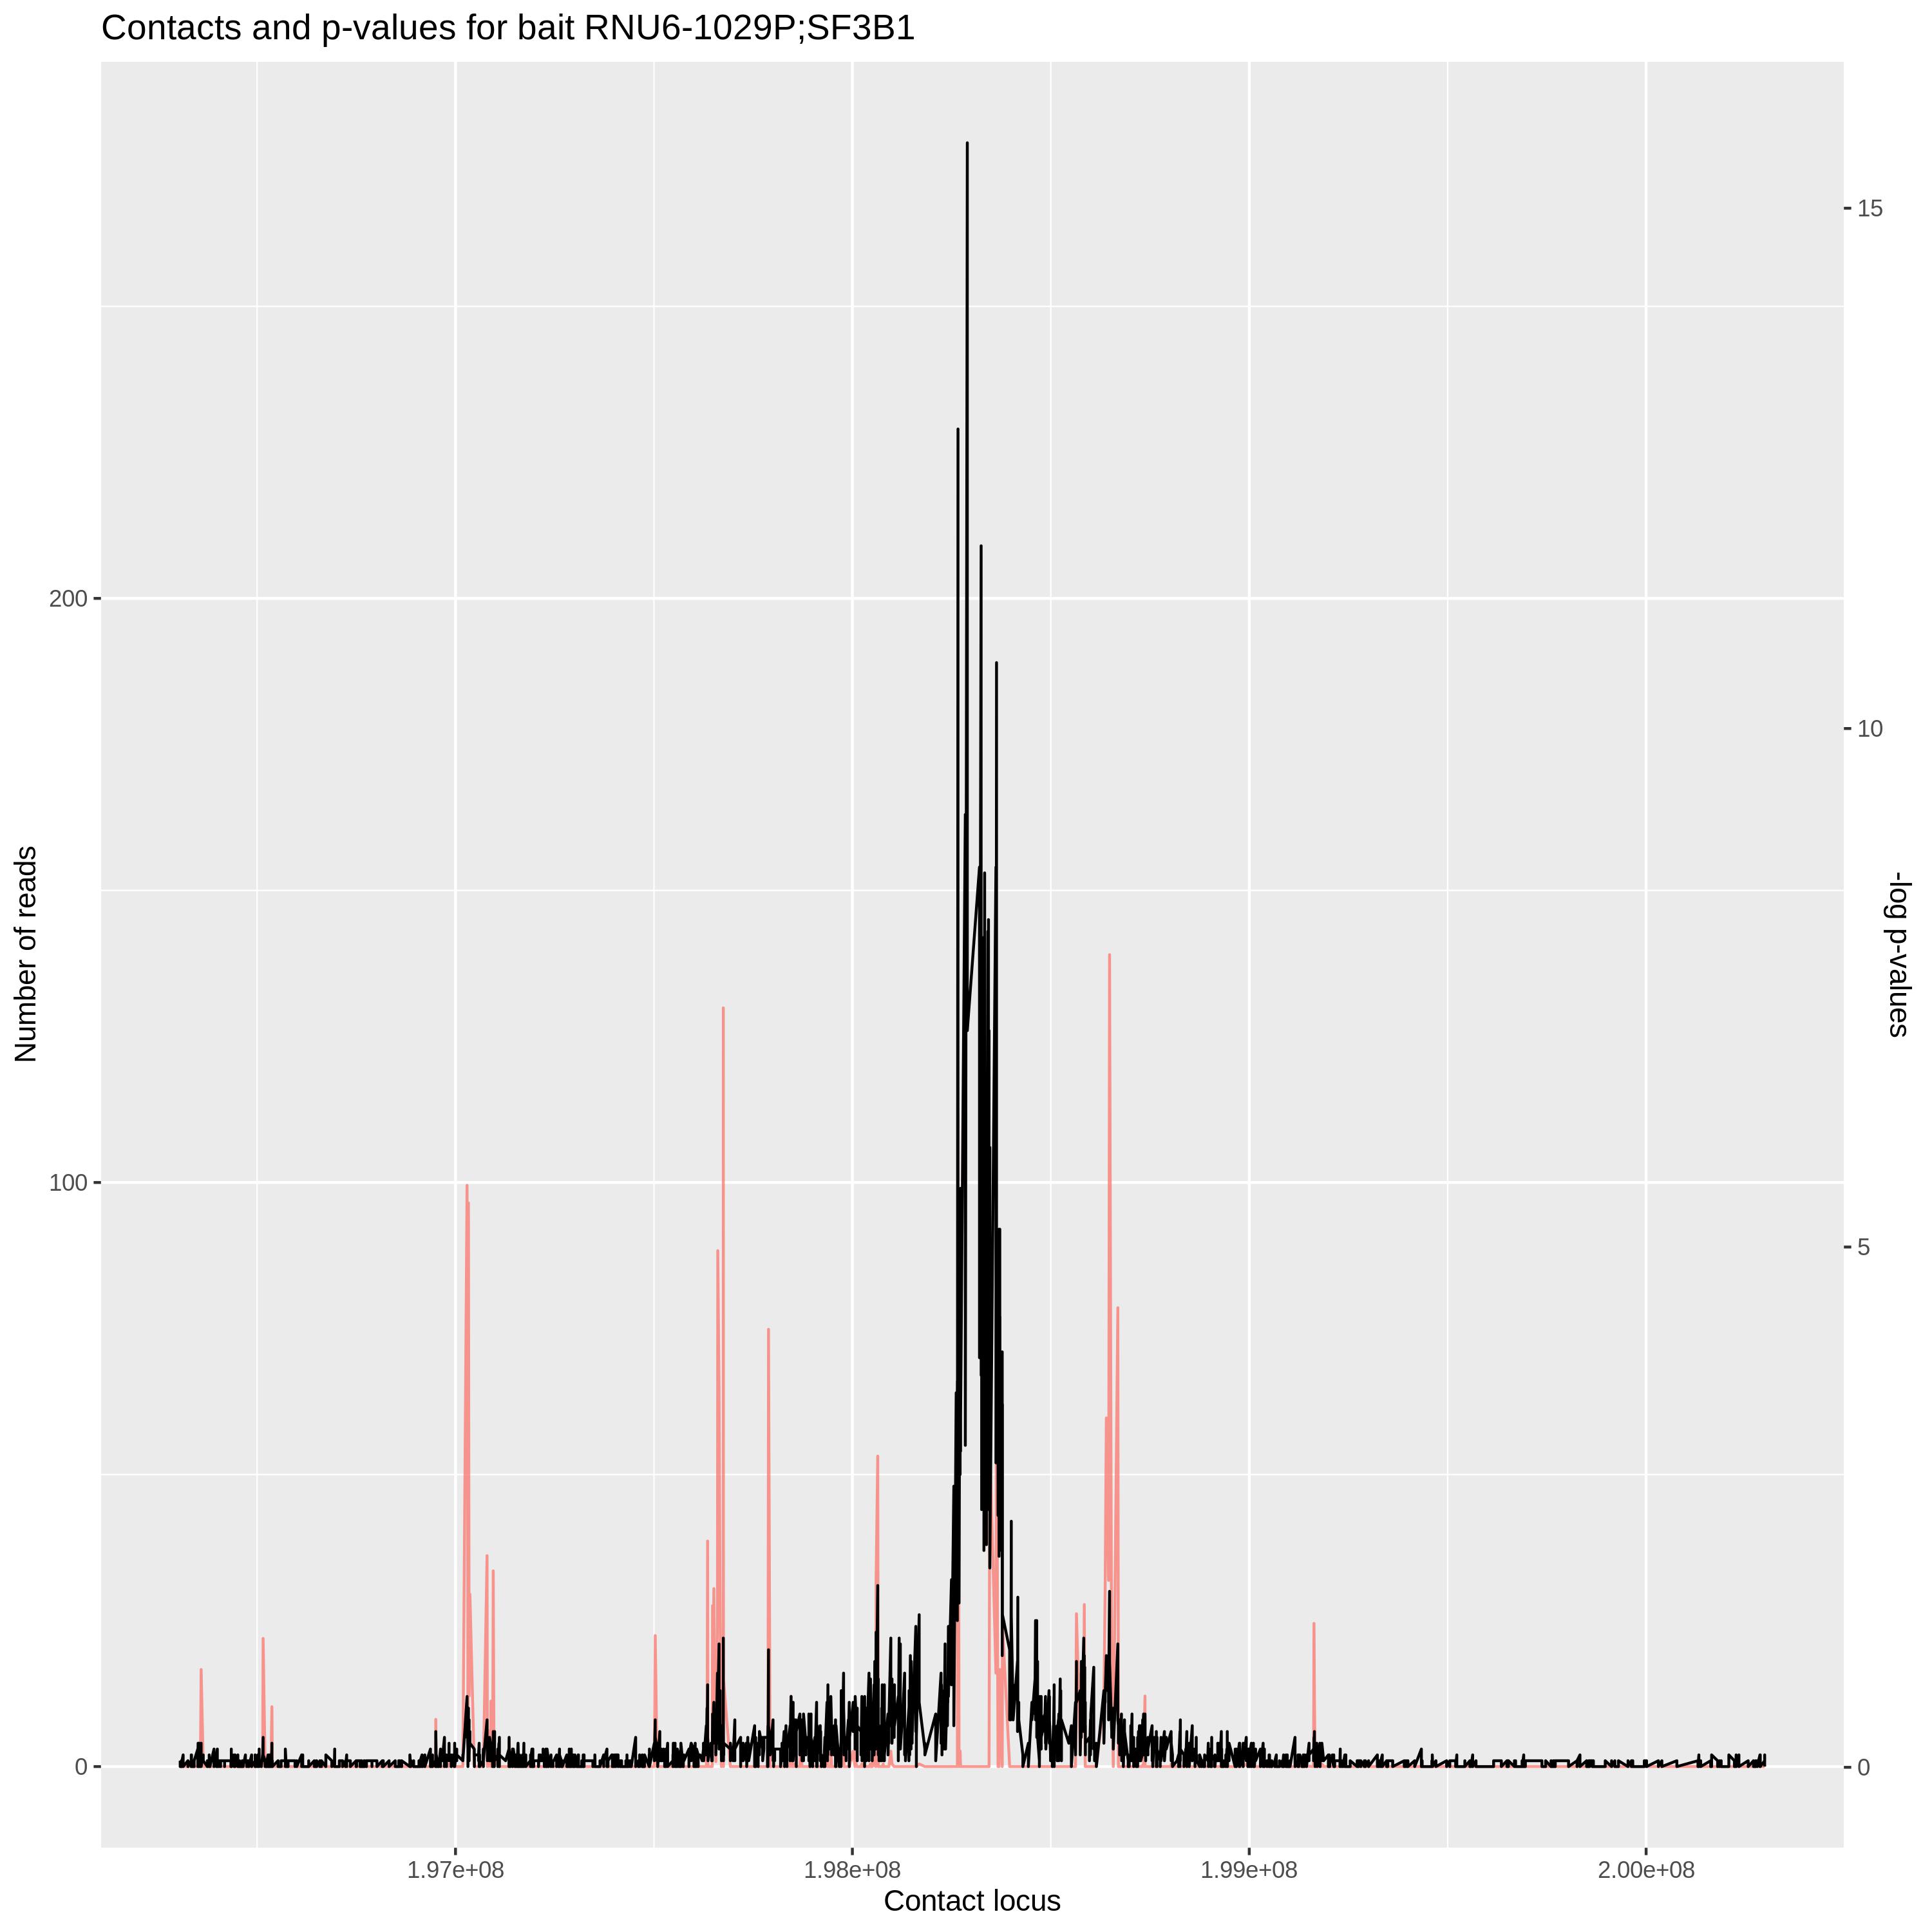 Contacts and p-values for bait RNU6-1029P;SF3B1
Number of reads
200
100
0
15
10
5
0
-log p-values
1.97e+08 1.98e+08 1.99e+08 2.00e+08
Contact locus